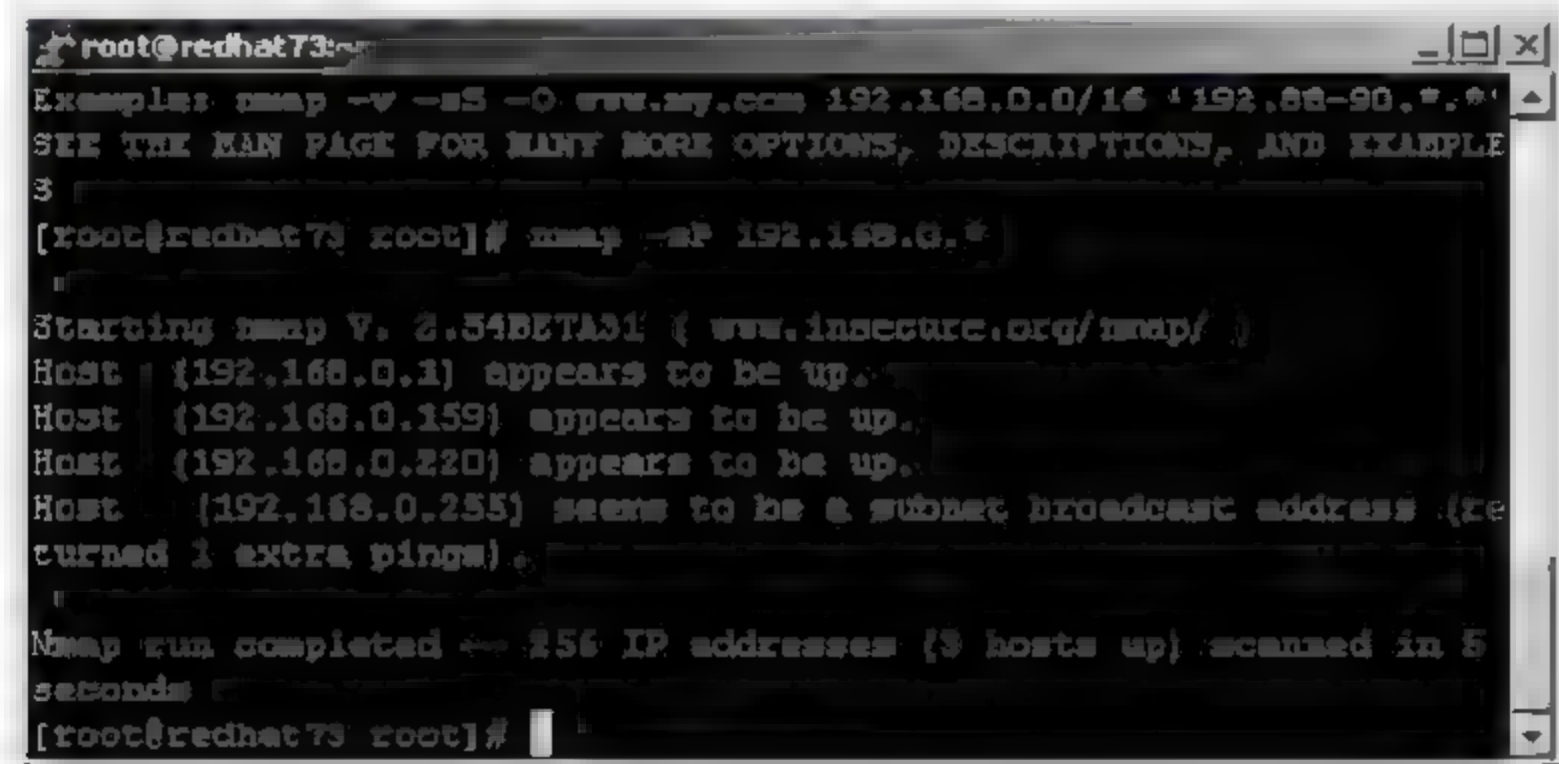 root@redhat73:~
Example: nmap -v -sS -O www.my.com 192.168.0.0/16 '192.88-90.*.*'
SEE THE MAN PAGE FOR MANY MORE OPTIONS, DESCRIPTIONS, AND EXAMPLE
S
[root@redhat73 root]# nmap -sP 192.168.0.*
Starting nmap V. 2.54BETA31 ( www.insecure.org/nmap/ )
Host (192.168.0.1) appears to be up.
Host (192.168.0.159) appears to be up.
Host (192.168.0.220) appears to be up.
Host (192.168.0.255) seems to be a subnet broadcast address (re
turned 1 extra pings).
Nmap run completed -- 256 IP addresses (3 hosts up) scanned in 5
seconds
[root@redhat73 root]#